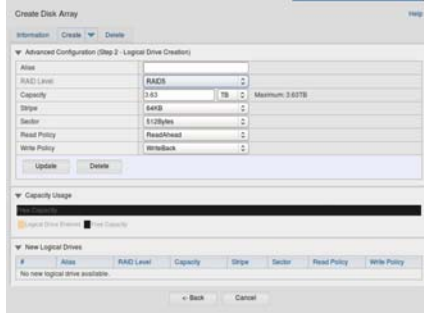 Create Disk Array
Help
Information Create Delete
Advanced Configuration (Step 2 - Logical Drive Creation)
Alias
RAID Level RAID5
Capacity 3.63 TB Maximum: 3.63TB
Stripe 64KB
Sector 512Bytes
Read Policy ReadAhead
Write Policy WriteBack
Update Delete
Capacity Usage
Free Capacity
Logical Drive Entered Free Capacity
New Logical Drives
# Alias RAID Level Capacity Stripe Sector Read Policy Write Policy
No new logical drive available.
<- Back Cancel